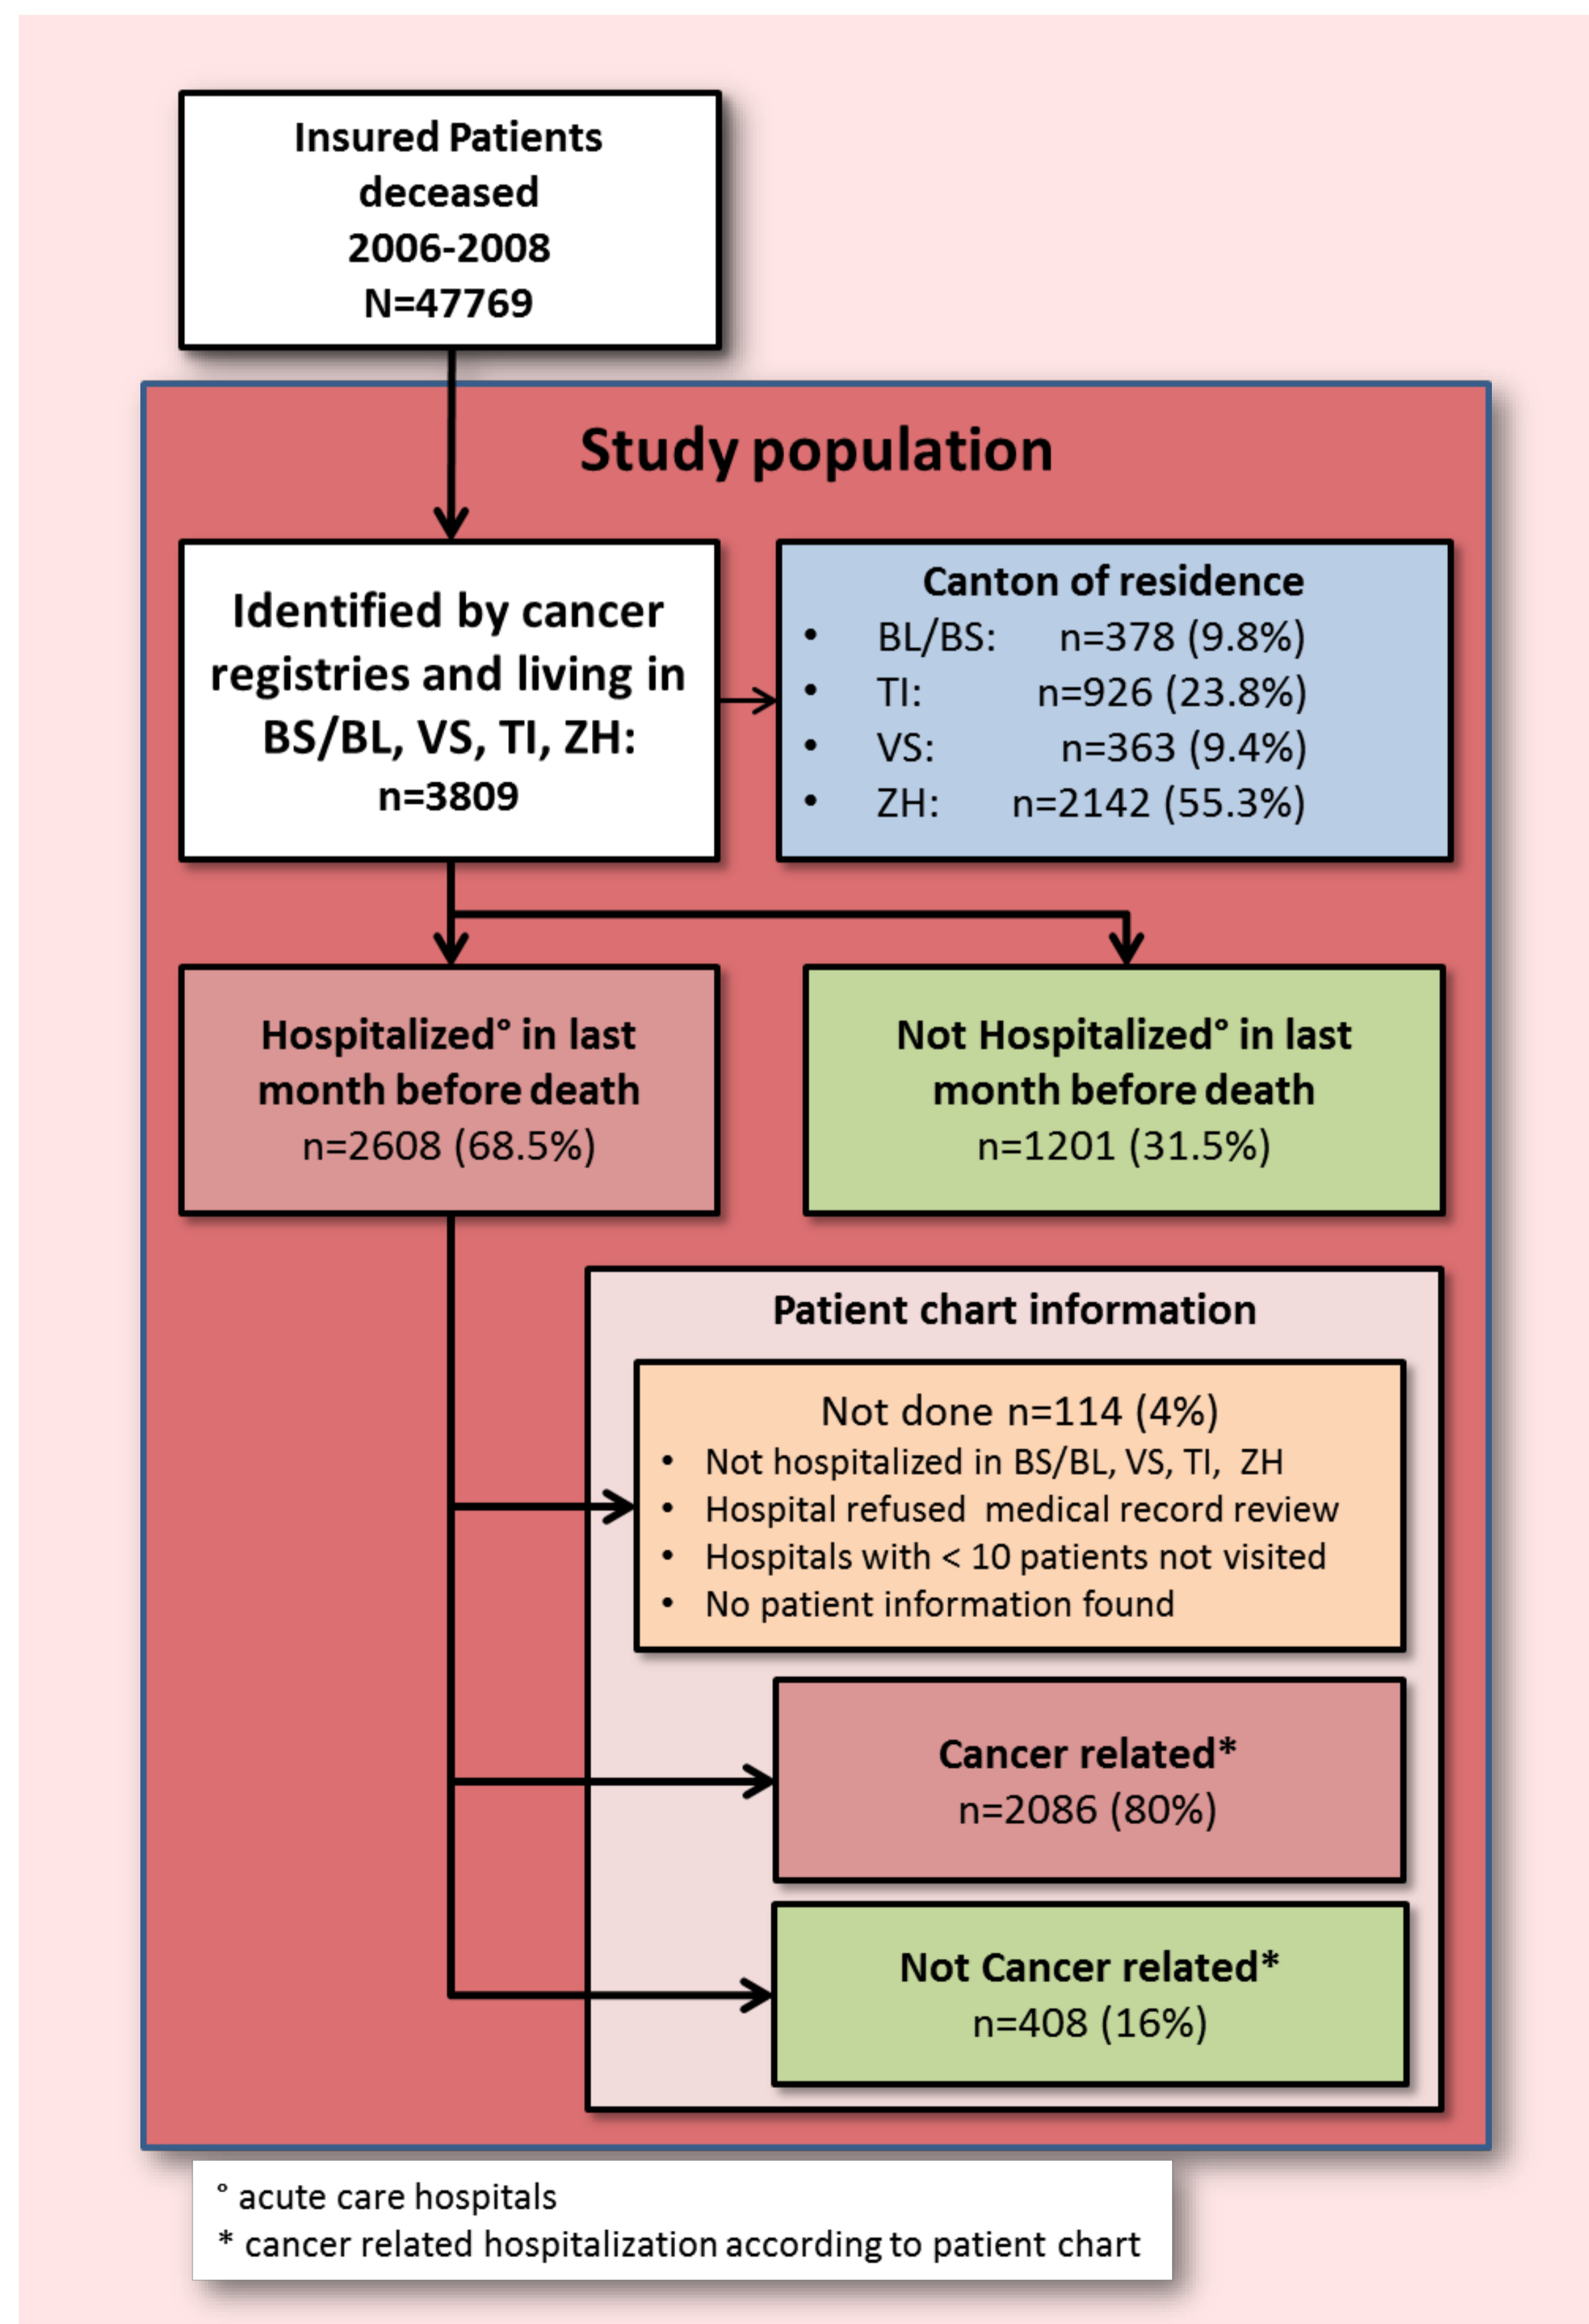 Insured Patients
deceased
2006-2008
N=47769
Study population
Identified by cancer
registries and living in
BS/BL, VS, TI, ZH:
n=3809
Canton of residence
• BL/BS: n=378 (9.8%)
• TI: n=926 (23.8%)
• VS: n=363 (9.4%)
• ZH: n=2142 (55.3%)
Hospitalized° in last
month before death
n=2608 (68.5%)
Not Hospitalized° in last
month before death
n=1201 (31.5%)
Patient chart information
Not done n=114 (4%)
• Not hospitalized in BS/BL, VS, TI, ZH
• Hospital refused medical record review
• Hospitals with < 10 patients not visited
• No patient information found
Cancer related*
n=2086 (80%)
Not Cancer related*
n=408 (16%)
° acute care hospitals
* cancer related hospitalization according to patient chart